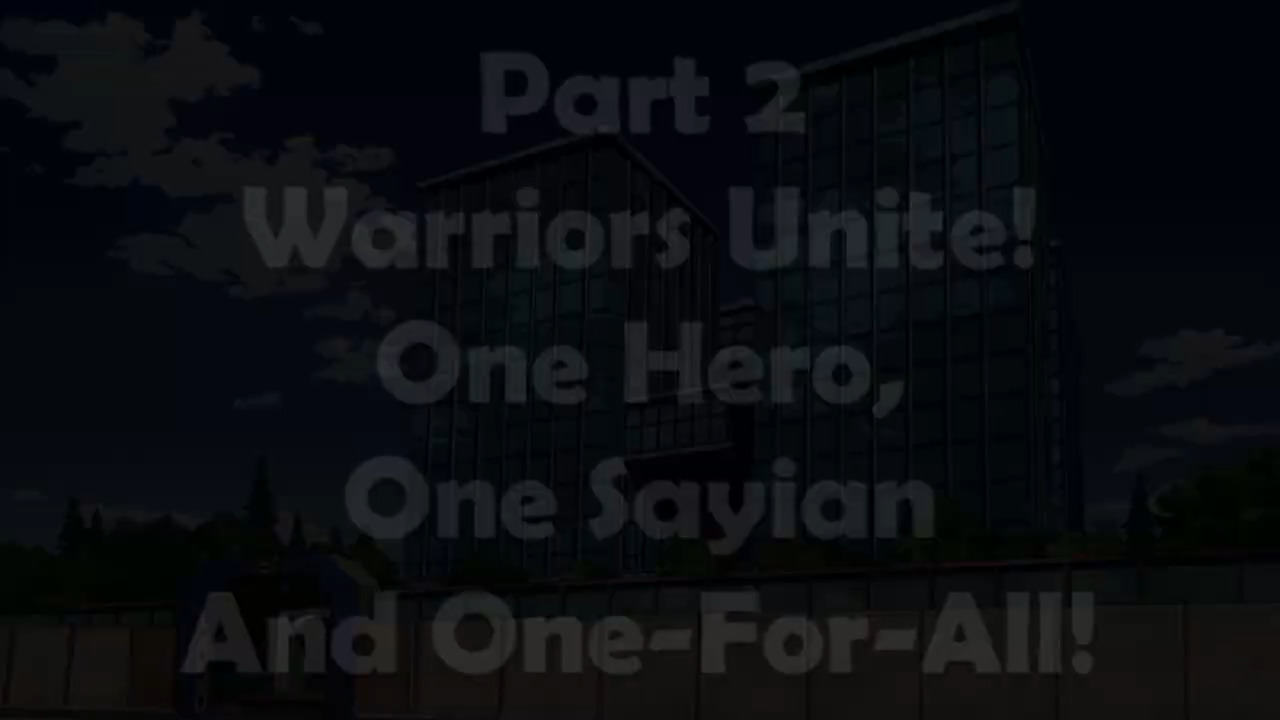 Part 2
Warriors Unite!
One Hero,
One Sayian
And One-For-All!